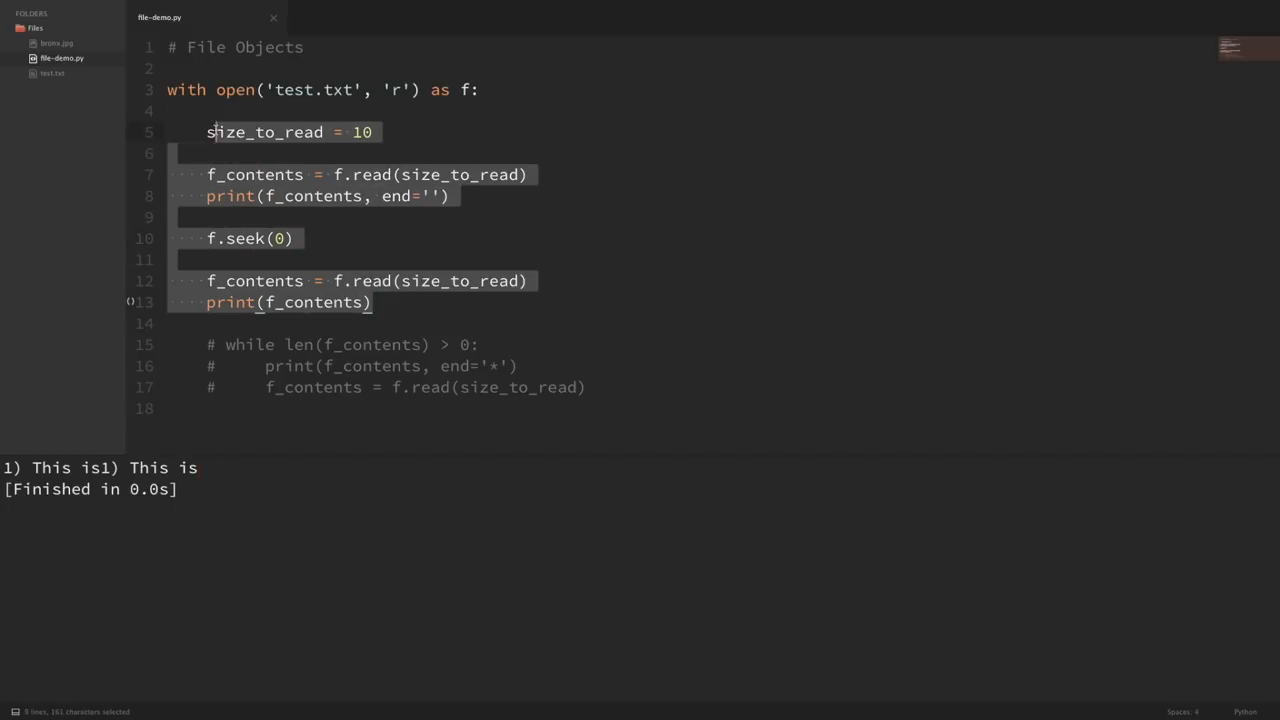 FOLDERS
Files
bronx.jpg
file-demo.py
test.txt
file-demo.py
1 # File Objects
2
3 with open('test.txt', 'r') as f:
4
5     size_to_read = 10
6
7     f_contents = f.read(size_to_read)
8     print(f_contents, end='')
9
10     f.seek(0)
11
12     f_contents = f.read(size_to_read)
13     print(f_contents)
14
15     # while len(f_contents) > 0:
16     #     print(f_contents, end='*')
17     #     f_contents = f.read(size_to_read)
18
1) This is1) This is
[Finished in 0.0s]
9 lines, 161 characters selected
Spaces: 4
Python